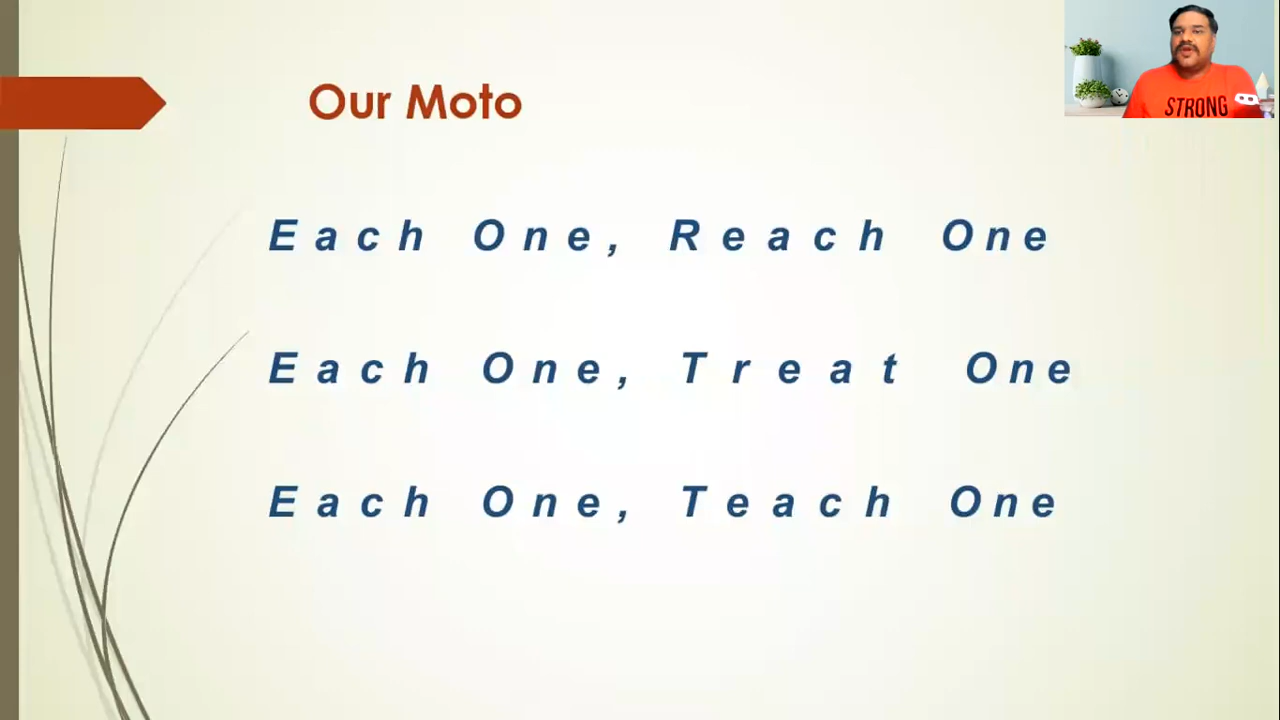 Our Moto
STRONG
Each One, Reach One
Each One, Treat One
Each One, Teach One